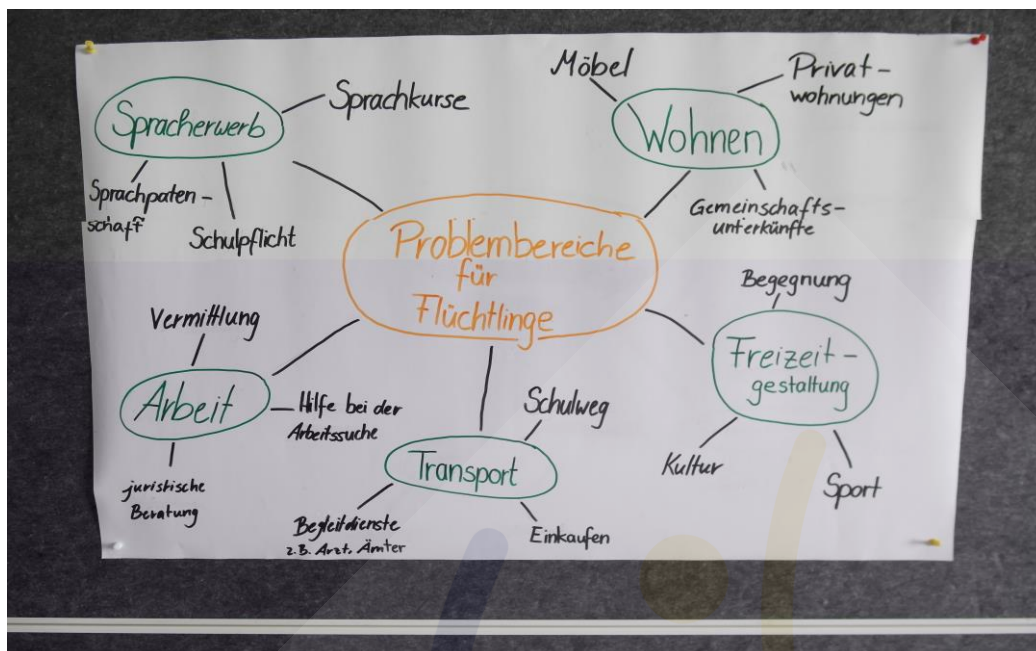 Problembereiche
für
Flüchtlinge
Spracherwerb
Sprachkurse
Sprachpaten-
schaft
Schulpflicht
Wohnen
Möbel
Privat-
wohnungen
Gemeinschafts-
unterkünfte
Arbeit
Vermittlung
Hilfe bei der
Arbeitssuche
juristische
Beratung
Transport
Schulweg
Begleitdienste
z.B. Arzt, Ämter
Einkaufen
Freizeit-
gestaltung
Begegnung
Kultur
Sport